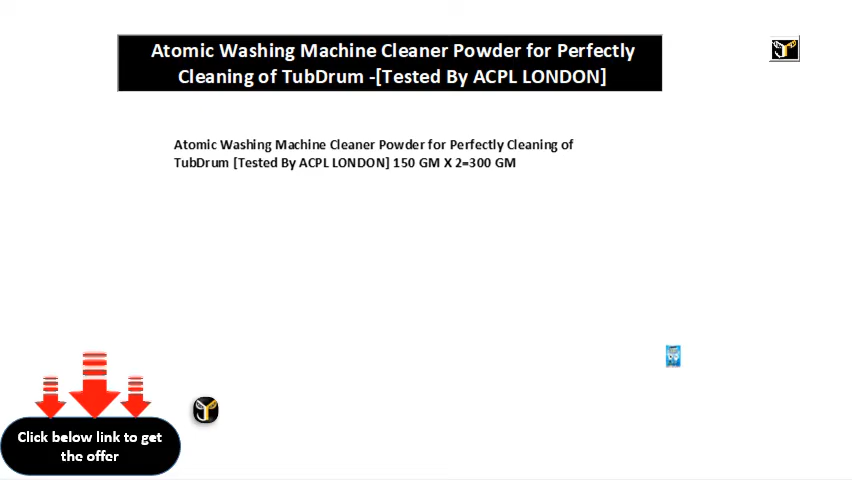 Atomic Washing Machine Cleaner Powder for Perfectly
Cleaning of TubDrum -[Tested By ACPL LONDON]
Atomic Washing Machine Cleaner Powder for Perfectly Cleaning of
TubDrum [Tested By ACPL LONDON] 150 GM X 2=300 GM
Click below link to get
the offer